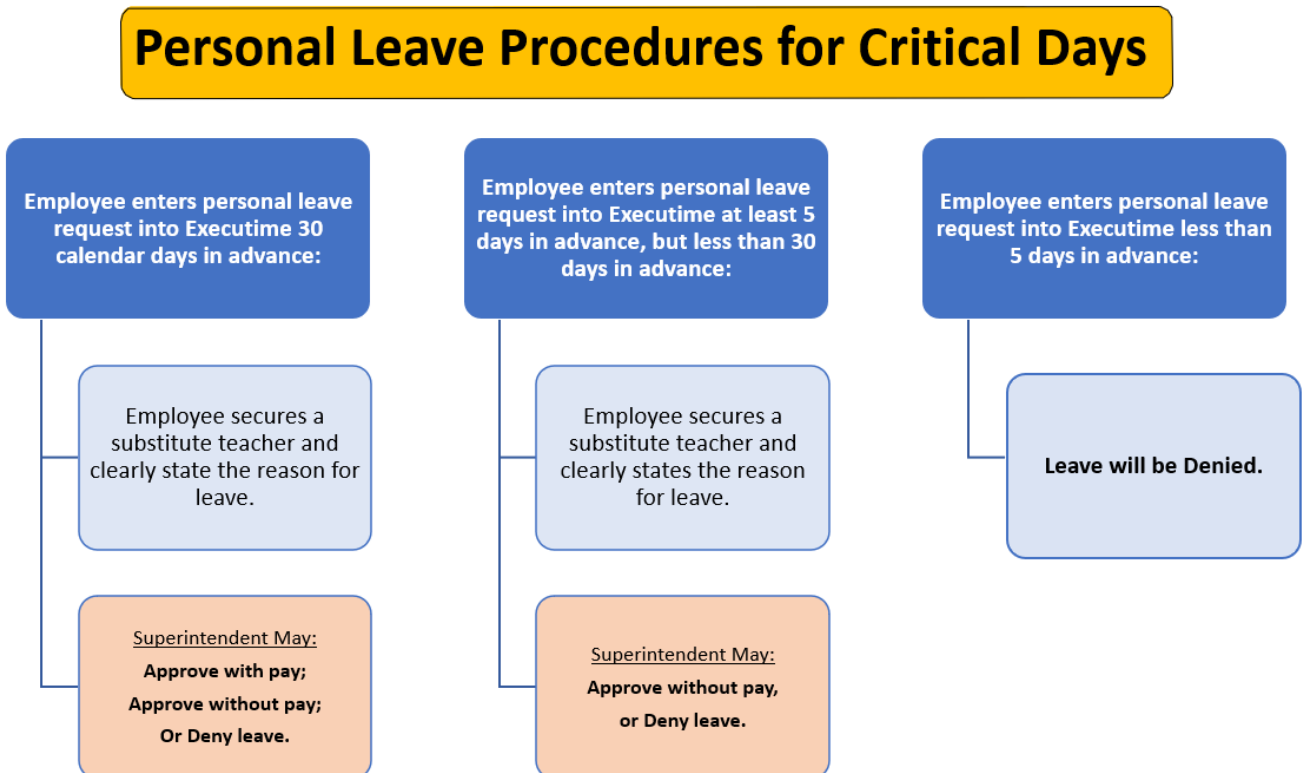 Personal Leave Procedures for Critical Days
Employee enters personal leave
request into Executime 30
calendar days in advance:
Employee secures a
substitute teacher and
clearly state the reason for
leave.
Superintendent May:
Approve with pay;
Approve without pay;
Or Deny leave.
Employee enters personal leave
request into Executime at least 5
days in advance, but less than 30
days in advance:
Employee secures a
substitute teacher and
clearly states the reason
for leave.
Superintendent May:
Approve without pay,
or Deny leave.
Employee enters personal leave
request into Executime less than
5 days in advance:
Leave will be Denied.